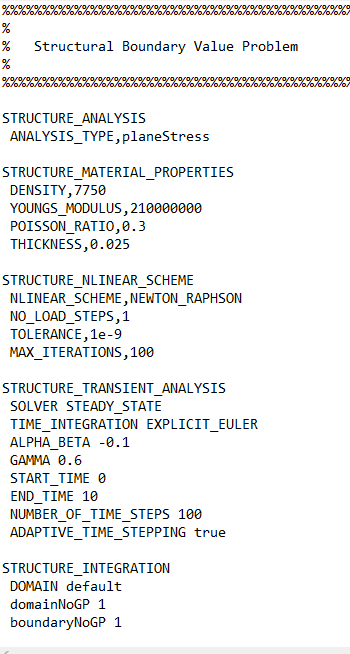 %%%%%%%%%%%%%%%%%%%%%%%%%%%%%%%%%%%%%%%%%%%
%
%   Structural Boundary Value Problem
%
%%%%%%%%%%%%%%%%%%%%%%%%%%%%%%%%%%%%%%%%%%%
STRUCTURE_ANALYSIS
ANALYSIS_TYPE,planeStress
STRUCTURE_MATERIAL_PROPERTIES
DENSITY,7750
YOUNGS_MODULUS,210000000
POISSON_RATIO,0.3
THICKNESS,0.025
STRUCTURE_NLINEAR_SCHEME
NLINEAR_SCHEME,NEWTON_RAPHSON
NO_LOAD_STEPS,1
TOLERANCE,1e-9
MAX_ITERATIONS,100
STRUCTURE_TRANSIENT_ANALYSIS
SOLVER STEADY_STATE
TIME_INTEGRATION EXPLICIT_EULER
ALPHA_BETA -0.1
GAMMA 0.6
START_TIME 0
END_TIME 10
NUMBER_OF_TIME_STEPS 100
ADAPTIVE_TIME_STEPPING true
STRUCTURE_INTEGRATION
DOMAIN default
domainNoGP 1
boundaryNoGP 1